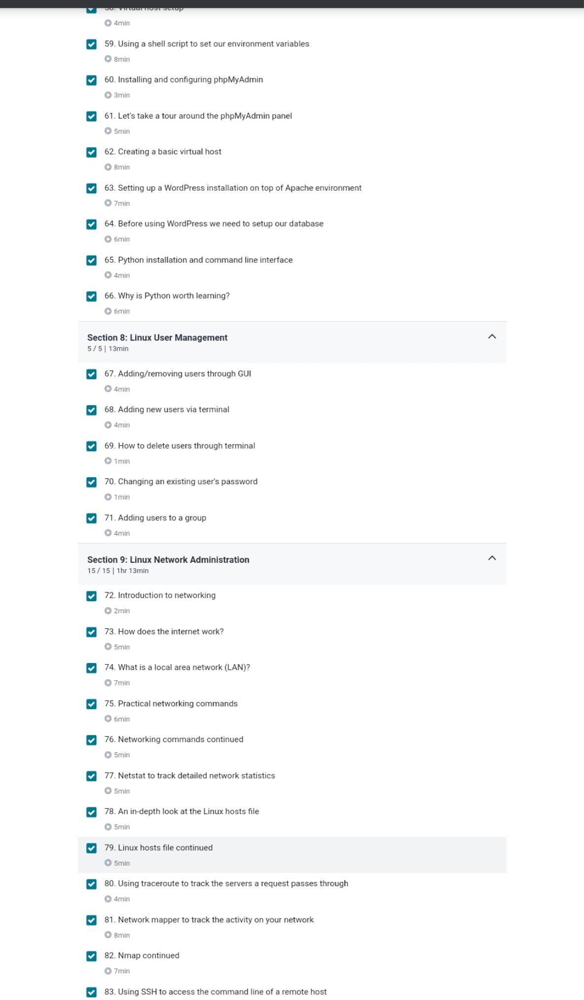 58. Virtual host setup
4min
59. Using a shell script to set our environment variables
8min
60. Installing and configuring phpMyAdmin
3min
61. Let's take a tour around the phpMyAdmin panel
5min
62. Creating a basic virtual host
8min
63. Setting up a WordPress installation on top of Apache environment
7min
64. Before using WordPress we need to setup our database
6min
65. Python installation and command line interface
4min
66. Why is Python worth learning?
6min
Section 8: Linux User Management
5 / 5 | 13min
67. Adding/removing users through GUI
4min
68. Adding new users via terminal
4min
69. How to delete users through terminal
1min
70. Changing an existing user's password
1min
71. Adding users to a group
4min
Section 9: Linux Network Administration
15 / 15 | 1hr 13min
72. Introduction to networking
2min
73. How does the internet work?
5min
74. What is a local area network (LAN)?
7min
75. Practical networking commands
6min
76. Networking commands continued
5min
77. Netstat to track detailed network statistics
5min
78. An in-depth look at the Linux hosts file
5min
79. Linux hosts file continued
5min
80. Using traceroute to track the servers a request passes through
4min
81. Network mapper to track the activity on your network
8min
82. Nmap continued
7min
83. Using SSH to access the command line of a remote host